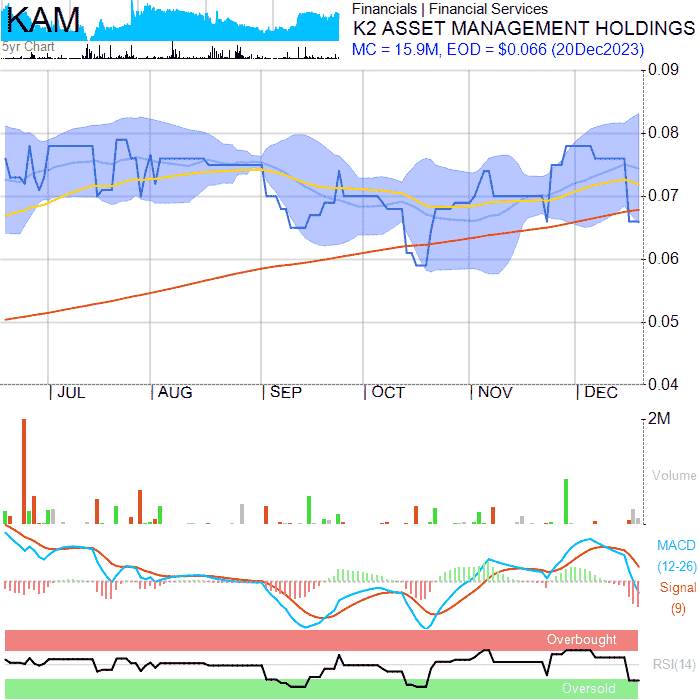 KAM
5yr Chart
Financials | Financial Services
K2 ASSET MANAGEMENT HOLDINGS
MC = 15.9M, EOD = $0.066 (20Dec2023)
0.09
0.08
0.07
0.06
0.05
0.04
JUL AUG SEP OCT NOV DEC
2M
Volume
MACD
(12-26)
Signal
(9)
Overbought
RSI(14)
Oversold